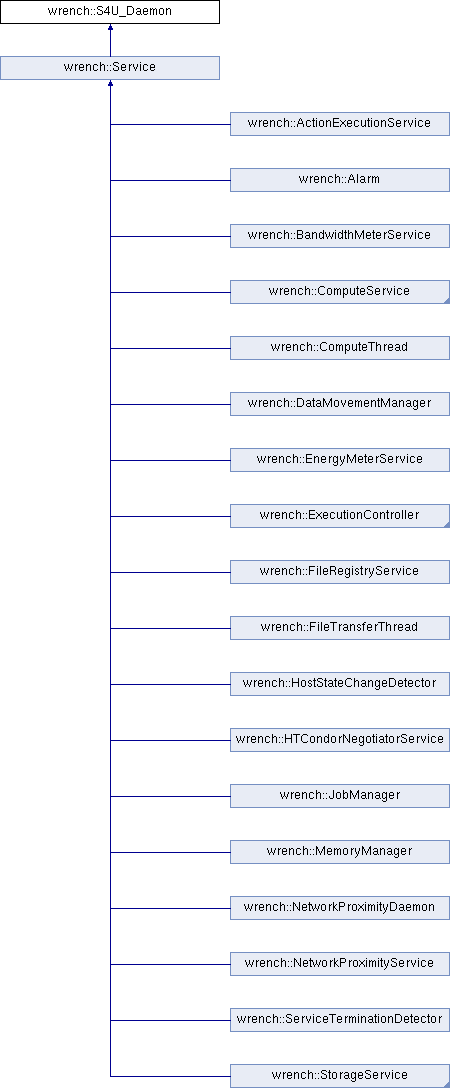 wrench::S4U_Daemon
wrench::Service
wrench::ActionExecutionService
wrench::Alarm
wrench::BandwidthMeterService
wrench::ComputeService
wrench::ComputeThread
wrench::DataMovementManager
wrench::EnergyMeterService
wrench::ExecutionController
wrench::FileRegistryService
wrench::FileTransferThread
wrench::HostStateChangeDetector
wrench::HTCondorNegotiatorService
wrench::JobManager
wrench::MemoryManager
wrench::NetworkProximityDaemon
wrench::NetworkProximityService
wrench::ServiceTerminationDetector
wrench::StorageService